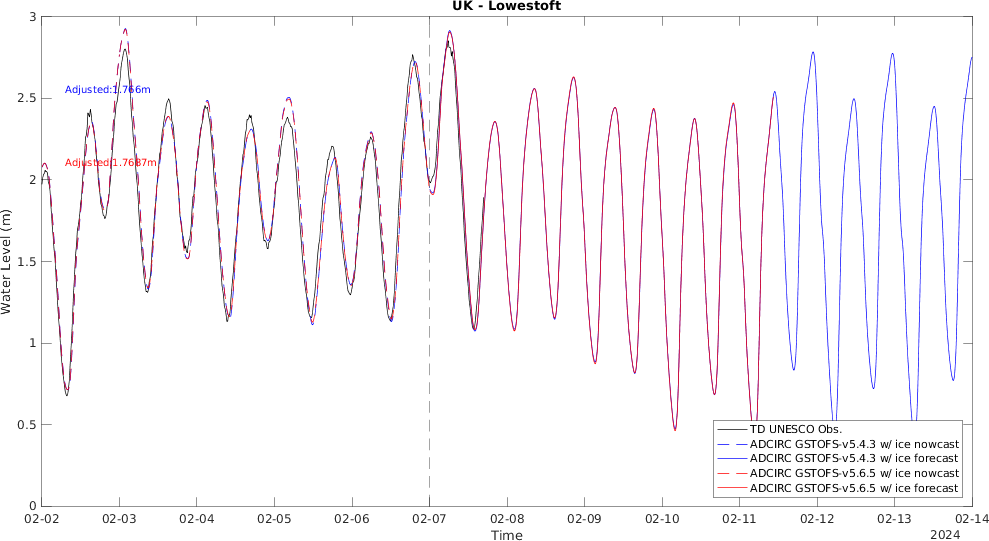 UK - Lowestoft
3
2.5
2
1.5
1
0.5
0
Water Level (m)
Adjusted:1.766m
Adjusted:1.7687m
TD UNESCO Obs.
ADCIRC GSTOFS-v5.4.3 w/ ice nowcast
ADCIRC GSTOFS-v5.4.3 w/ ice forecast
ADCIRC GSTOFS-v5.6.5 w/ ice nowcast
ADCIRC GSTOFS-v5.6.5 w/ ice forecast
02-02 02-03 02-04 02-05 02-06 02-07 02-08 02-09 02-10 02-11 02-12 02-13 02-14
Time
2024